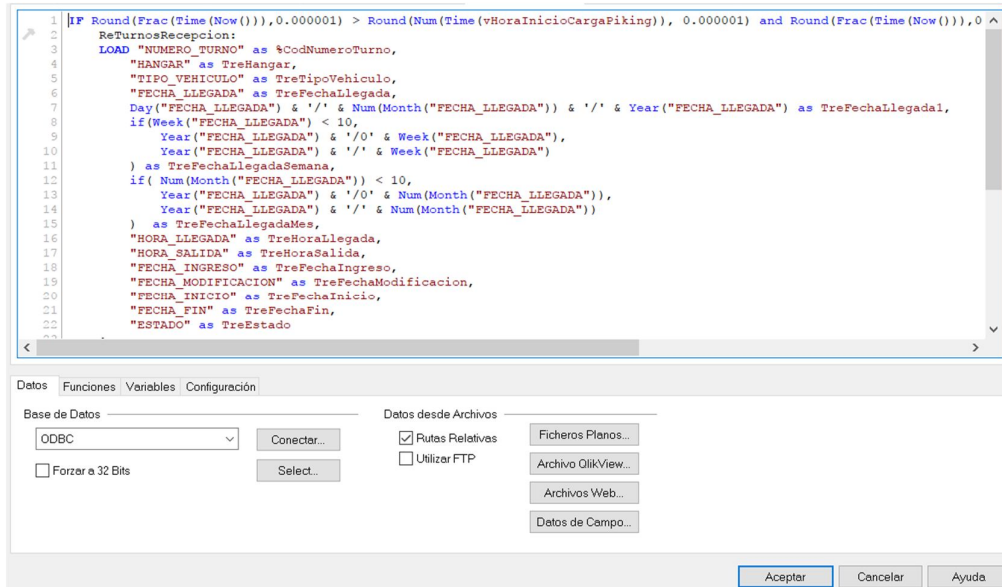 1 IF Round(Frac(Time(Now())),0.000001) > Round(Num(Time(vHoraInicioCargaPiking)), 0.000001) and Round(Frac(Time(Now())),0
2 ReTurnosRecepcion:
3 LOAD "NUMERO_TURNO" as %CodNumeroTurno,
4 "HANGAR" as TreHangar,
5 "TIPO_VEHICULO" as TreTipoVehiculo,
6 "FECHA_LLEGADA" as TreFechaLlegada,
7 Day("FECHA_LLEGADA") & '/' & Num(Month("FECHA_LLEGADA")) & '/' & Year("FECHA_LLEGADA") as TreFechaLlegada1,
8 if(Week("FECHA_LLEGADA") < 10,
9 Year("FECHA_LLEGADA") & '/0' & Week("FECHA_LLEGADA"),
10 Year("FECHA_LLEGADA") & '/' & Week("FECHA_LLEGADA")
11 ) as TreFechaLlegadaSemana,
12 if( Num(Month("FECHA_LLEGADA")) < 10,
13 Year("FECHA_LLEGADA") & '/0' & Num(Month("FECHA_LLEGADA")),
14 Year("FECHA_LLEGADA") & '/' & Num(Month("FECHA_LLEGADA"))
15 ) as TreFechaLlegadaMes,
16 "HORA_LLEGADA" as TreHoraLlegada,
17 "HORA_SALIDA" as TreHoraSalida,
18 "FECHA_INGRESO" as TreFechaIngreso,
19 "FECHA_MODIFICACION" as TreFechaModificacion,
20 "FECHA_INICIO" as TreFechaInicio,
21 "FECHA_FIN" as TreFechaFin,
22 "ESTADO" as TreEstado
Datos Funciones Variables Configuración
Base de Datos
ODBC
Conectar...
Forzar a 32 Bits
Select...
Datos desde Archivos
Rutas Relativas
Utilizar FTP
Ficheros Planos...
Archivo QlikView...
Archivos Web...
Datos de Campo...
Aceptar Cancelar Ayuda